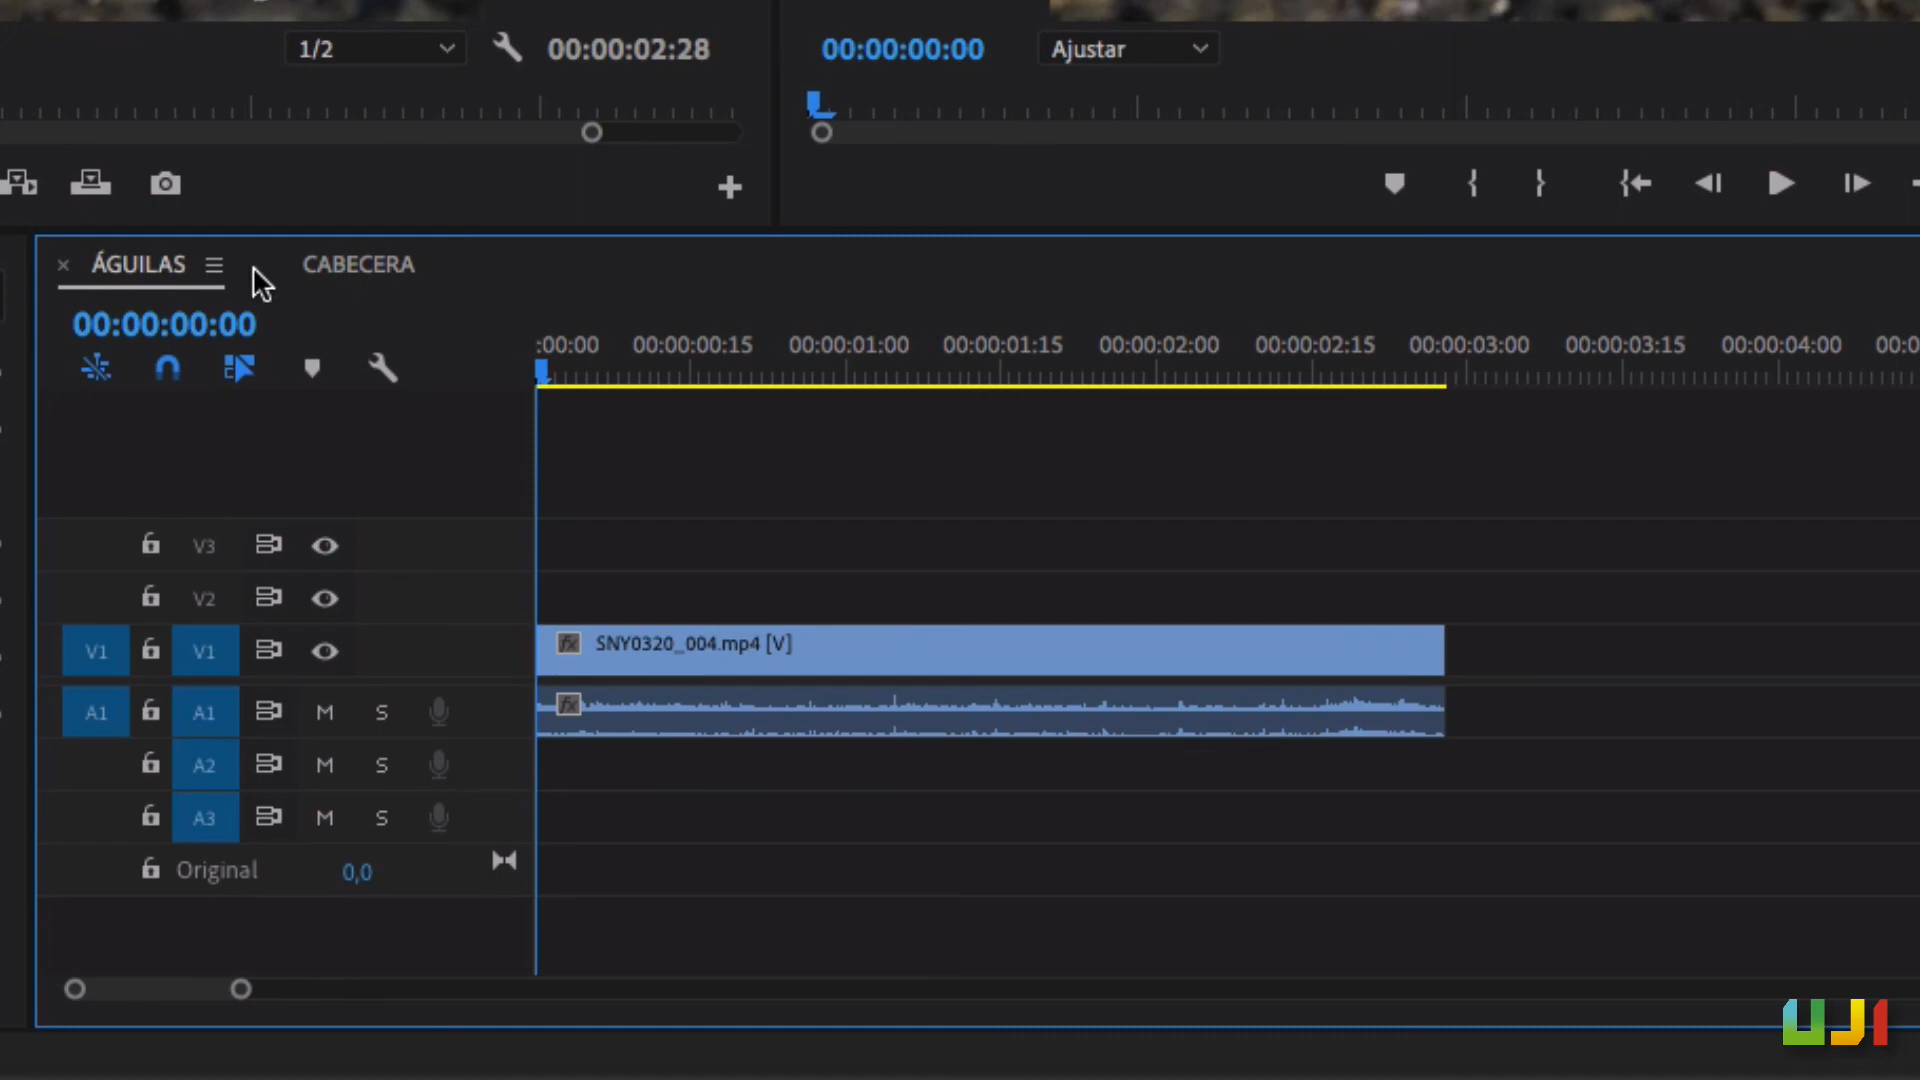 1/2 00:00:02:28 00:00:00:00 Ajustar
ÁGUILAS CABECERA
00:00:00:00
:00:00 00:00:00:15 00:00:01:00 00:00:01:15 00:00:02:00 00:00:02:15 00:00:03:00 00:00:03:15 00:00:04:00 00:0
V3
V2
V1 V1 fx SNY0320_004.mp4 [V]
A1 A1 M S fx
A2 M S
A3 M S
Original 0,0
UJI